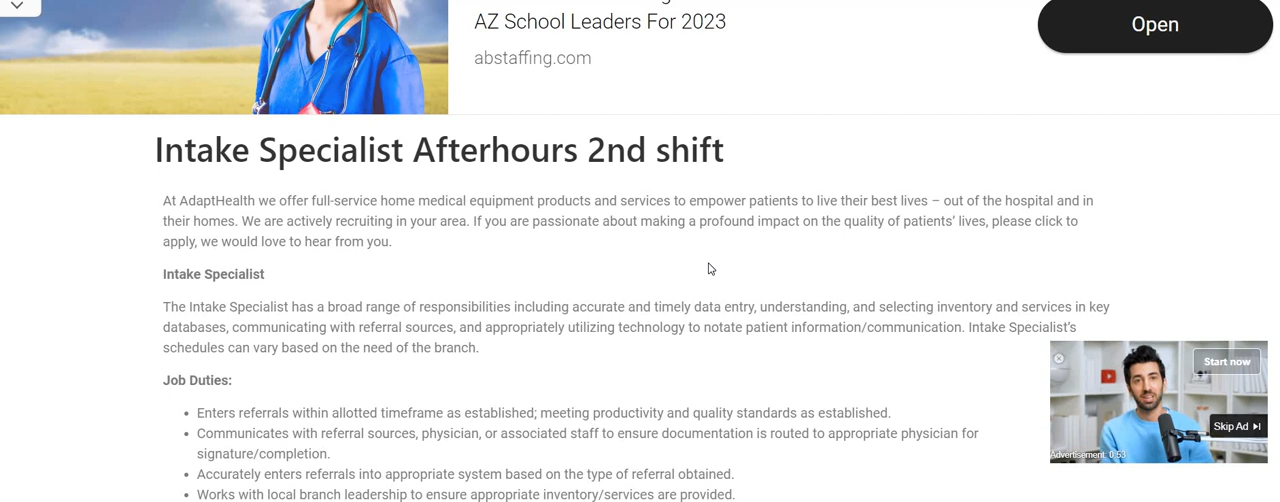 AZ School Leaders For 2023
abstaffing.com
Open
Intake Specialist Afterhours 2nd shift
At AdaptHealth we offer full-service home medical equipment products and services to empower patients to live their best lives – out of the hospital and in
their homes. We are actively recruiting in your area. If you are passionate about making a profound impact on the quality of patients’ lives, please click to
apply, we would love to hear from you.
Intake Specialist
The Intake Specialist has a broad range of responsibilities including accurate and timely data entry, understanding, and selecting inventory and services in key
databases, communicating with referral sources, and appropriately utilizing technology to notate patient information/communication. Intake Specialist’s
schedules can vary based on the need of the branch.
Job Duties:
• Enters referrals within allotted timeframe as established; meeting productivity and quality standards as established.
• Communicates with referral sources, physician, or associated staff to ensure documentation is routed to appropriate physician for
signature/completion.
• Accurately enters referrals into appropriate system based on the type of referral obtained.
• Works with local branch leadership to ensure appropriate inventory/services are provided.
Start now
Skip Ad
Advertisement: 0:53